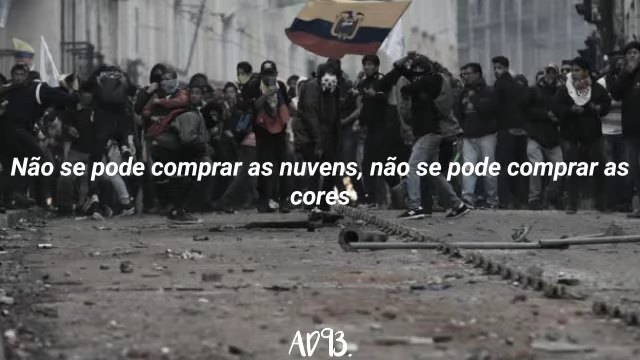 Não se pode comprar as nuvens, não se pode comprar as
cores
AD93.